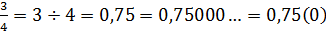 3/4 = 3 ÷ 4 = 0,75 = 0,75000 … = 0,75(0)